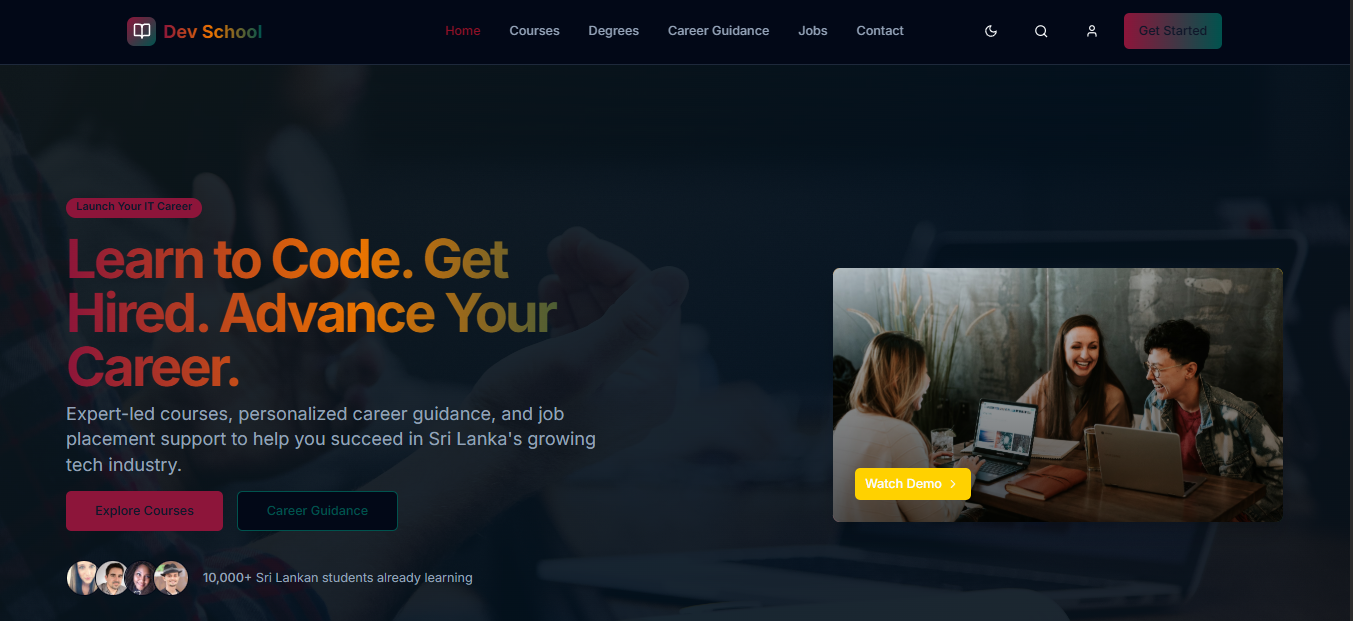 Dev School
Home Courses Degrees Career Guidance Jobs Contact
Get Started
Launch Your IT Career
Learn to Code. Get
Hired. Advance Your
Career.
Expert-led courses, personalized career guidance, and job
placement support to help you succeed in Sri Lanka's growing
tech industry.
Explore Courses
Career Guidance
10,000+ Sri Lankan students already learning
Watch Demo